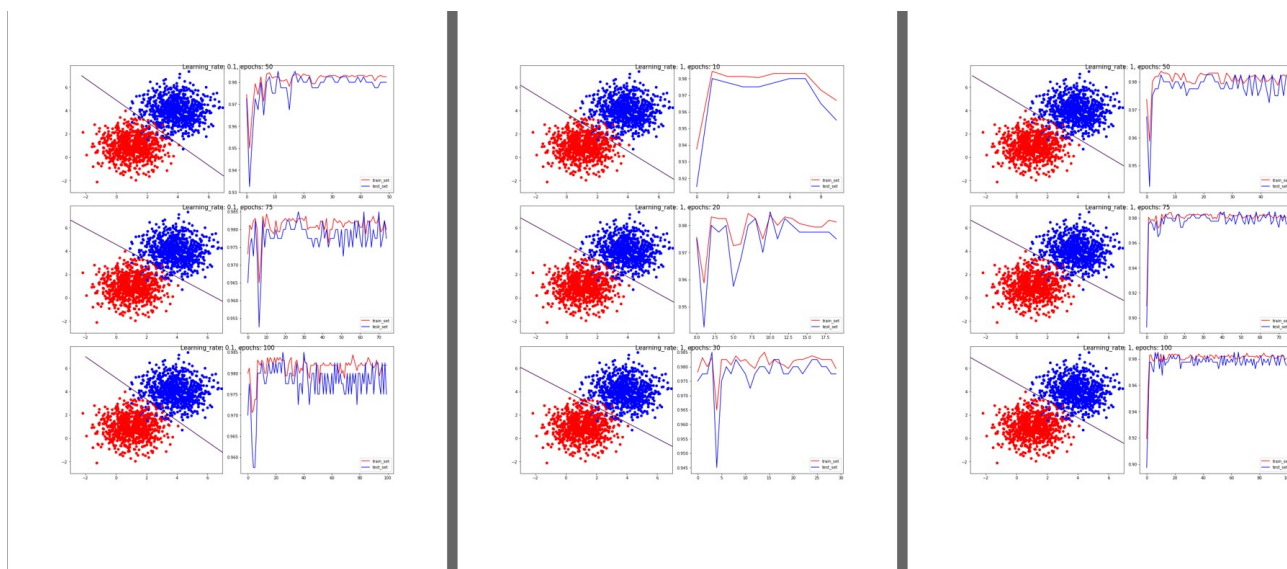 Learning_rate: 0.1, epochs: 50
train_set
test_set
Learning_rate: 0.1, epochs: 75
train_set
test_set
Learning_rate: 0.1, epochs: 100
train_set
test_set
Learning_rate: 1, epochs: 10
train_set
test_set
Learning_rate: 1, epochs: 20
train_set
test_set
Learning_rate: 1, epochs: 30
train_set
test_set
Learning_rate: 1, epochs: 50
train_set
test_set
Learning_rate: 1, epochs: 75
train_set
test_set
Learning_rate: 1, epochs: 100
train_set
test_set